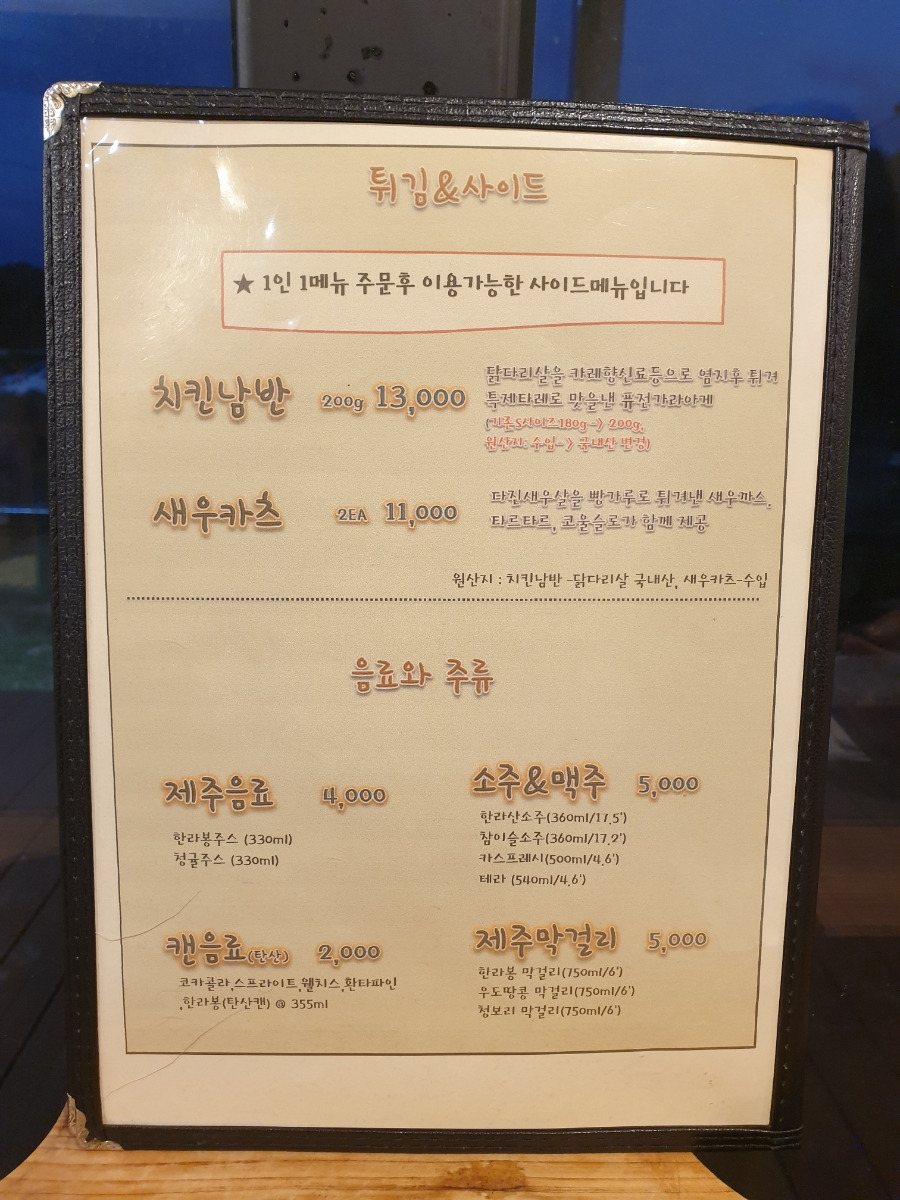 튀김&사이드
★ 1인 1메뉴 주문후 이용가능한 사이드메뉴입니다
치킨남반 200g 13,000
닭다리살을 카레향신료등으로 염지후 튀겨
특제타레로 맛을낸 퓨전가라아게
(기존S사이즈180g -> 200g,
원산지: 수입-> 국내산 변경)
새우카츠 2EA 11,000
다진새우살을 빵가루로 튀겨낸 새우까스.
타르타르, 코울슬로가 함께 제공
원산지 : 치킨남반 -닭다리살 국내산, 새우카츠-수입
음료와 주류
제주음료 4,000
한라봉주스 (330ml)
청귤주스 (330ml)
소주&맥주 5,000
한라산소주(360ml/17.5')
참이슬소주(360ml/17.2')
카스프레시(500ml/4.6')
테라 (540ml/4.6')
캔음료(탄산) 2,000
코카콜라,스프라이트,웰치스,환타파인
,한라봉(탄산캔) @ 355ml
제주막걸리 5,000
한라봉 막걸리(750ml/6')
우도땅콩 막걸리(750ml/6')
청보리 막걸리(750ml/6')